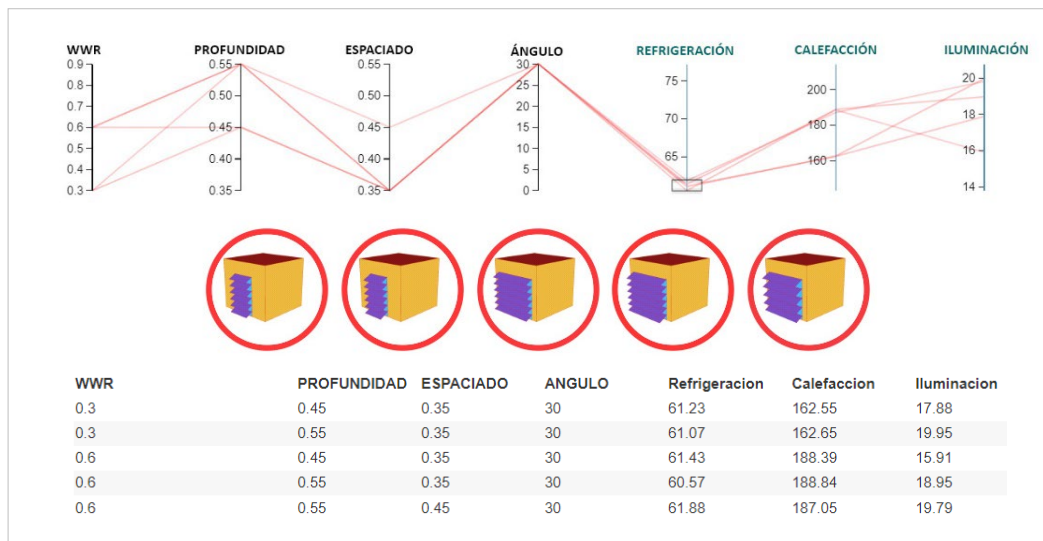 WWR PROFUNDIDAD ESPACIADO ÁNGULO REFRIGERACIÓN CALEFACCIÓN ILUMINACIÓN
0.9 0.55 0.55 30 75 200 20
0.8 0.50 0.50 25 70 180 18
0.7 0.45 0.45 20 65 160 16
0.6 0.40 0.40 15 14
0.5 0.35 0.35 10
0.4 5
0.3 0
WWR PROFUNDIDAD ESPACIADO ANGULO Refrigeracion Calefaccion Iluminacion
0.3 0.45 0.35 30 61.23 162.55 17.88
0.3 0.55 0.35 30 61.07 162.65 19.95
0.6 0.45 0.35 30 61.43 188.39 15.91
0.6 0.55 0.35 30 60.57 188.84 18.95
0.6 0.55 0.45 30 61.88 187.05 19.79